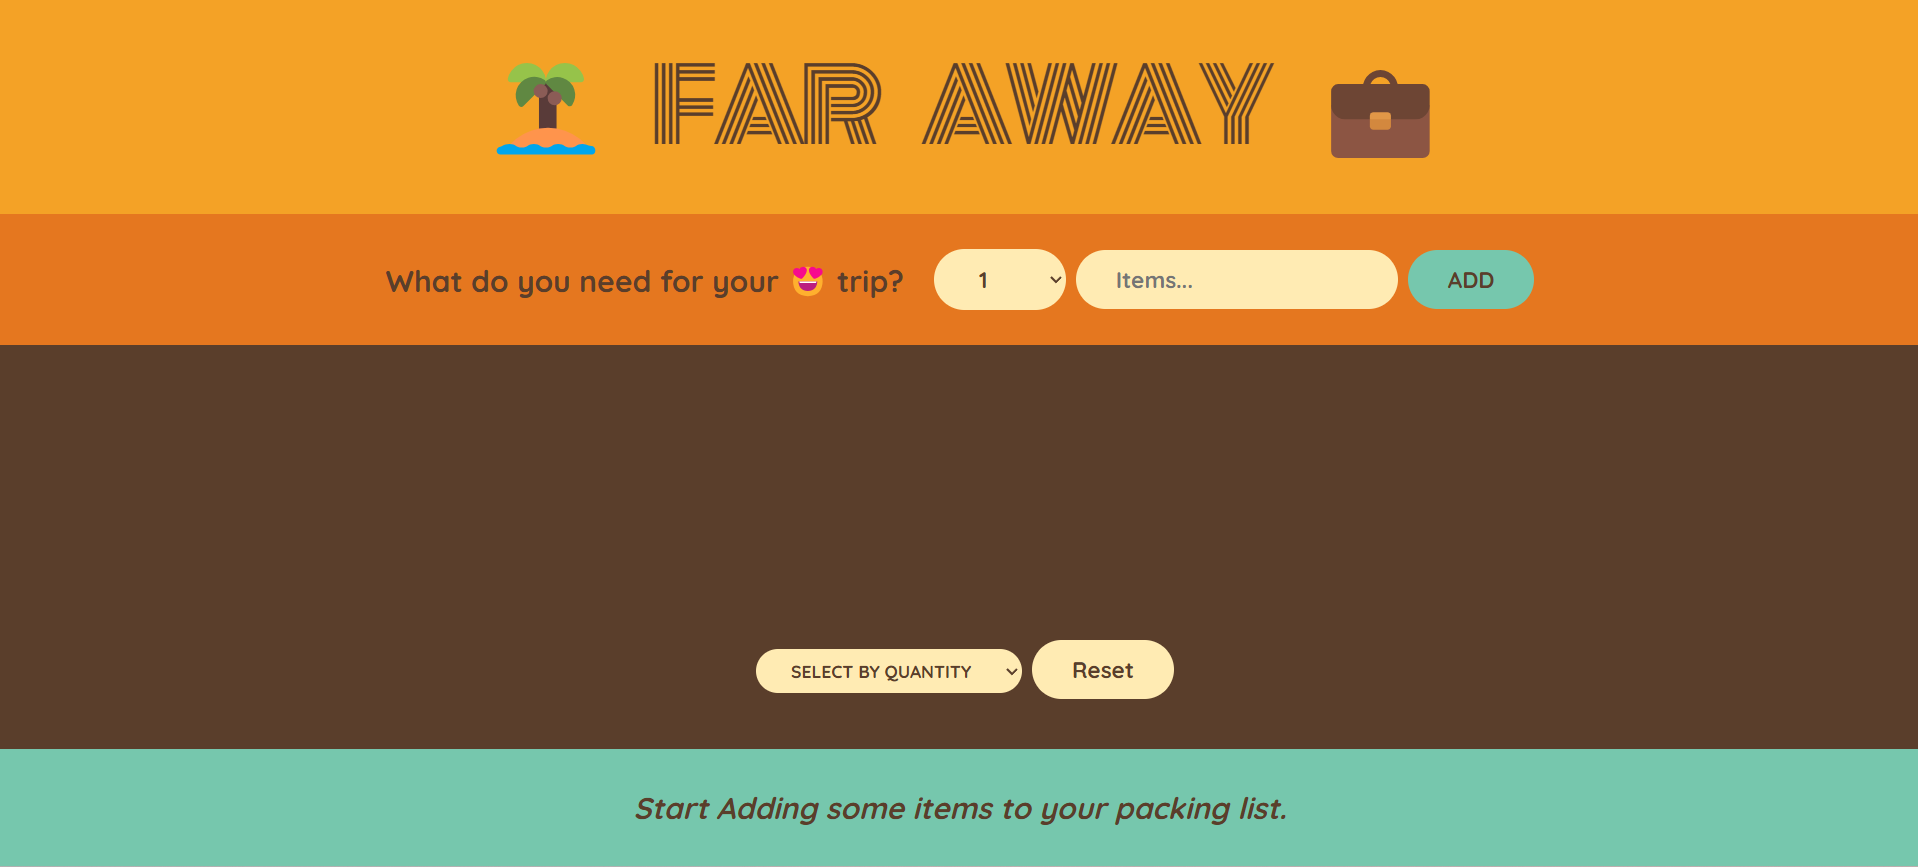 FAR AWAY
What do you need for your 😍 trip?
1
Items...
ADD
SELECT BY QUANTITY
Reset
Start Adding some items to your packing list.